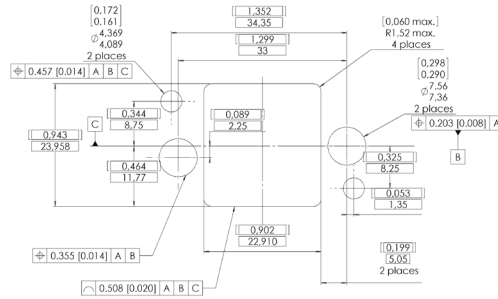 [0,172]
[0,161]
⌀ 4,369
4,089
2 places
⌖ 0.457 [0.014] A B C
[1,352]
34,35
[1,299]
33
[0.060 max.]
R1,52 max.
4 places
[0,298]
[0,290]
⌀ 7,56
7,36
2 places
⌖ 0.203 [0.008] A
B
[0,943]
23,958
C
[0,344]
8,75
[0,089]
2,25
[0,464]
11,77
[0,325]
8,25
[0,053]
1,35
[0,902]
22,910
[0,199]
5,05
2 places
⌖ 0.355 [0.014] A B
⌓ 0.508 [0.020] A B C